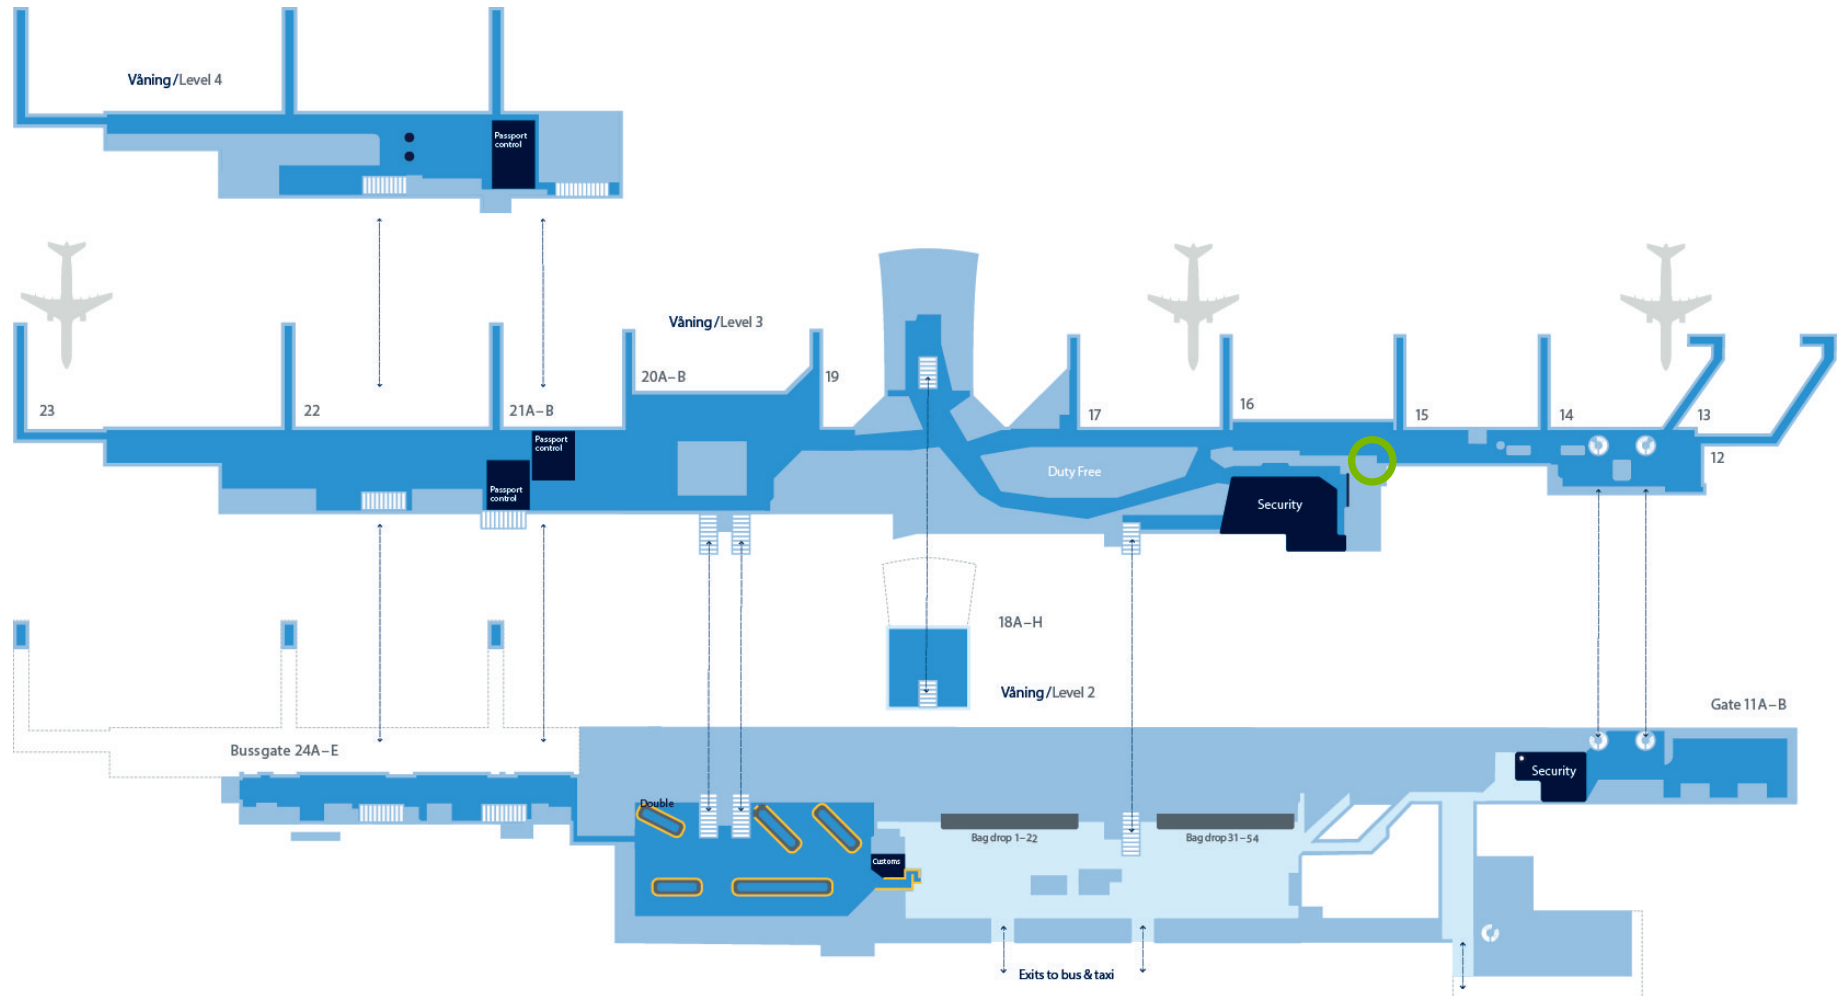 Våning/Level 4
Passport
control
Våning/Level 3
20A–B
19
23
22
21A–B
17
16
15
14
13
12
Passport
control
Passport
control
Duty Free
Security
18A–H
Våning/Level 2
Gate 11A–B
Bussgate 24A–E
Security
Double
Bag drop 1–22
Bag drop 31–54
Customs
Exits to bus & taxi